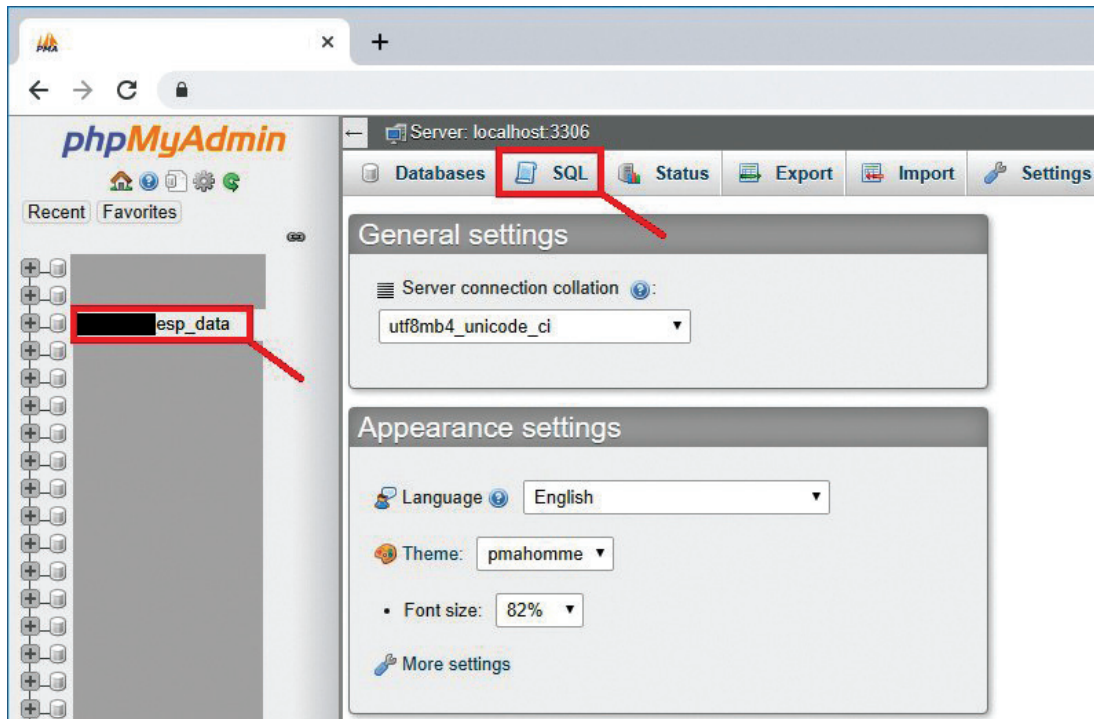 PMA
phpMyAdmin
Recent Favorites
esp_data
Server: localhost:3306
Databases SQL Status Export Import Settings
General settings
Server connection collation :
utf8mb4_unicode_ci
Appearance settings
Language English
Theme: pmahomme
• Font size: 82%
More settings